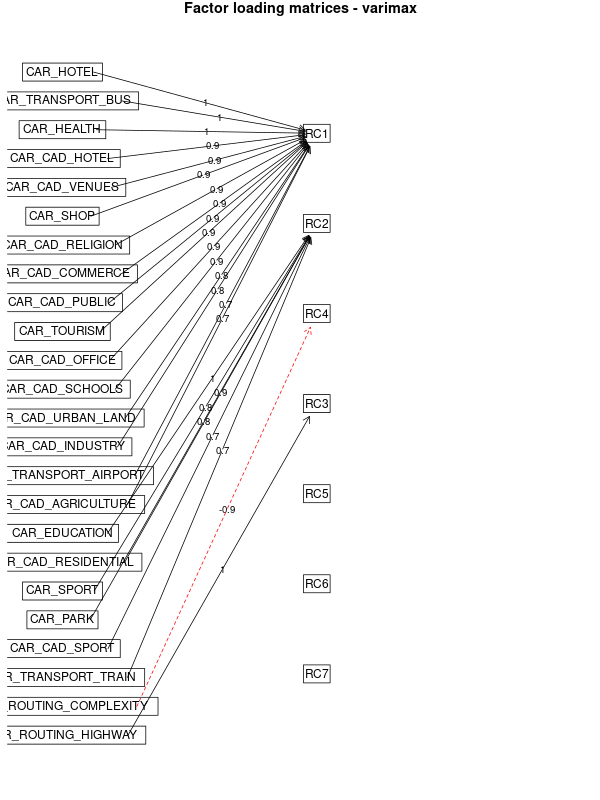 Factor loading matrices - varimax
CAR_HOTEL
AR_TRANSPORT_BUS
CAR_HEALTH
CAR_CAD_HOTEL
CAR_CAD_VENUES
CAR_SHOP
CAR_CAD_RELIGION
AR_CAD_COMMERCE
CAR_CAD_PUBLIC
CAR_TOURISM
CAR_CAD_OFFICE
CAR_CAD_SCHOOLS
R_CAD_URBAN_LAND
CAR_CAD_INDUSTRY
_TRANSPORT_AIRPORT
R_CAD_AGRICULTURE
CAR_EDUCATION
R_CAD_RESIDENTIAL
CAR_SPORT
CAR_PARK
CAR_CAD_SPORT
R_TRANSPORT_TRAIN
ROUTING_COMPLEXITY
R_ROUTING_HIGHWAY
1
1
1
0.9
0.9
0.9
0.9
0.9
0.9
0.9
0.9
0.9
0.8
0.8
0.7
0.7
1
0.9
0.8
0.8
0.7
0.7
-0.9
1
RC1
RC2
RC4
RC3
RC5
RC6
RC7